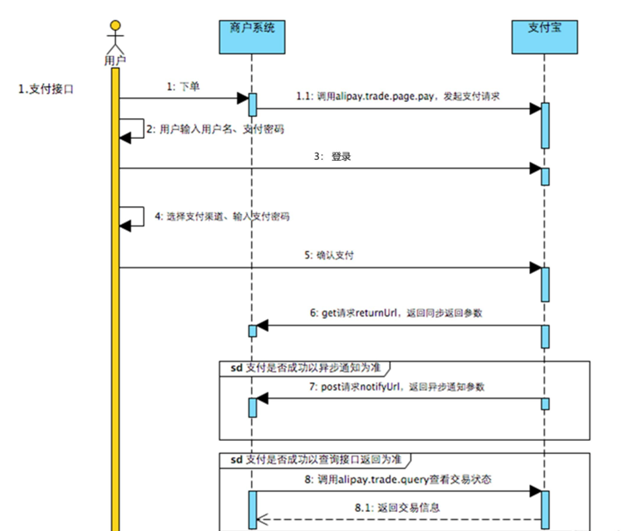 商户系统
支付宝
用户
1.支付接口
1: 下单
1.1: 调用alipay.trade.page.pay，发起支付请求
2: 用户输入用户名、支付密码
3: 登录
4: 选择支付渠道、输入支付密码
5: 确认支付
6: get请求returnUrl，返回同步返回参数
sd 支付是否成功以异步通知为准
7: post请求notifyUrl，返回异步通知参数
sd 支付是否成功以查询接口返回为准
8: 调用alipay.trade.query查看交易状态
8.1: 返回交易信息